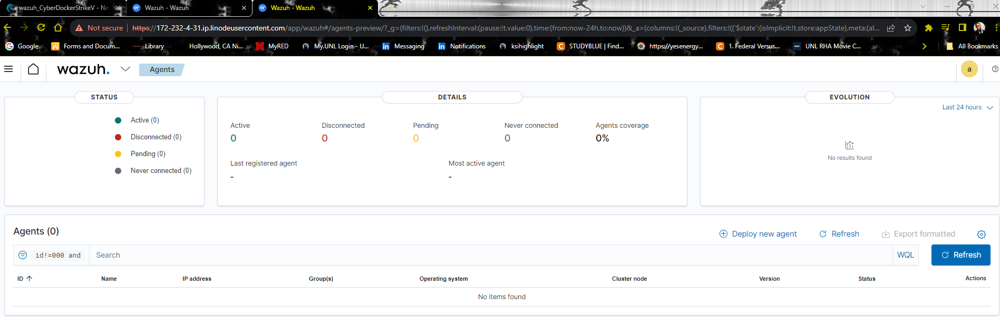 wazuh_CyberDockerStrikeV - Ne
Wazuh - Wazuh
Wazuh - Wazuh
Not secure
https://172-232-4-31.ip.linodeusercontent.com/app/wazuh#/agents-preview/?_g=(filters:!(),refreshInterval:(pause:!t,value:0),time:(from:now-24h,to:now))&_a=(columns:!(_source),filters:!(('$state':(isImplicit:!t,store:appState),meta:(al...
Google
Forms and Docum...
Library
Hollywood, CA Ni...
MyRED
My.UNL Login - U...
Messaging
Notifications
ksihighlight
STUDYBLUE | Find...
https://yesenergy...
1. Federal Versus...
UNL RHA Movie C...
All Bookmarks
wazuh.
Agents
a
STATUS
Active (0)
Disconnected (0)
Pending (0)
Never connected (0)
DETAILS
Active
Disconnected
Pending
Never connected
Agents coverage
0
0
0
0
0%
Last registered agent
Most active agent
-
-
EVOLUTION
Last 24 hours
No results found
Agents (0)
Deploy new agent
Refresh
Export formatted
id!=000 and
Search
WQL
Refresh
ID
Name
IP address
Group(s)
Operating system
Cluster node
Version
Status
Actions
No items found